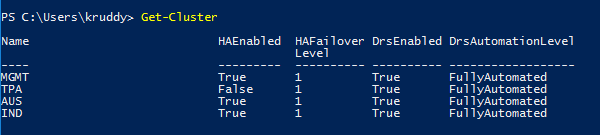 PS C:\Users\kruddy> Get-Cluster
Name HAEnabled HAFailover DrsEnabled DrsAutomationLevel
Level
---- --------- ---------- ---------- ------------------
MGMT True 1 True FullyAutomated
TPA False 1 True FullyAutomated
AUS True 1 True FullyAutomated
IND True 1 True FullyAutomated